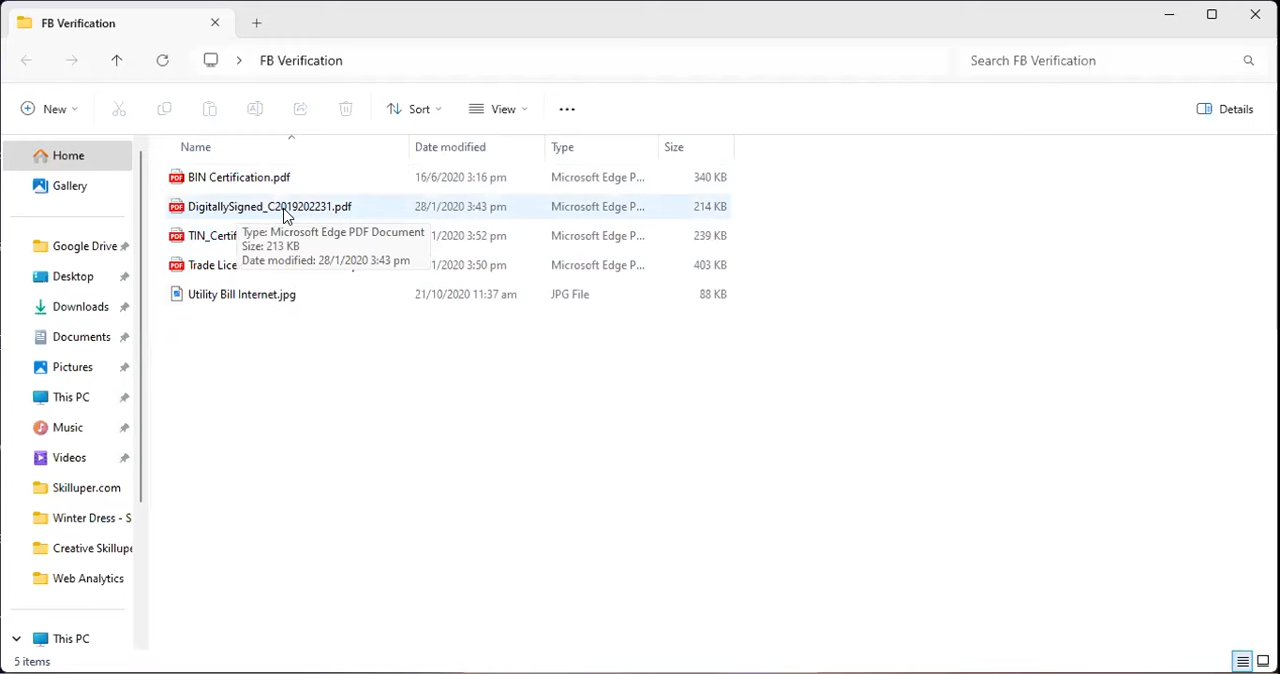 FB Verification
FB Verification
Search FB Verification
New
Sort
View
Details
Home
Gallery
Google Drive
Desktop
Downloads
Documents
Pictures
This PC
Music
Videos
Skilluper.com
Winter Dress - S
Creative Skillupe
Web Analytics
This PC
Name Date modified Type Size
PDF BIN Certification.pdf 16/6/2020 3:16 pm Microsoft Edge P... 340 KB
PDF DigitallySigned_C2019202231.pdf 28/1/2020 3:43 pm Microsoft Edge P... 214 KB
PDF TIN_Certif /1/2020 3:52 pm Microsoft Edge P... 239 KB
PDF Trade Lice /1/2020 3:50 pm Microsoft Edge P... 403 KB
Utility Bill Internet.jpg 21/10/2020 11:37 am JPG File 88 KB
Type: Microsoft Edge PDF Document
Size: 213 KB
Date modified: 28/1/2020 3:43 pm
5 items